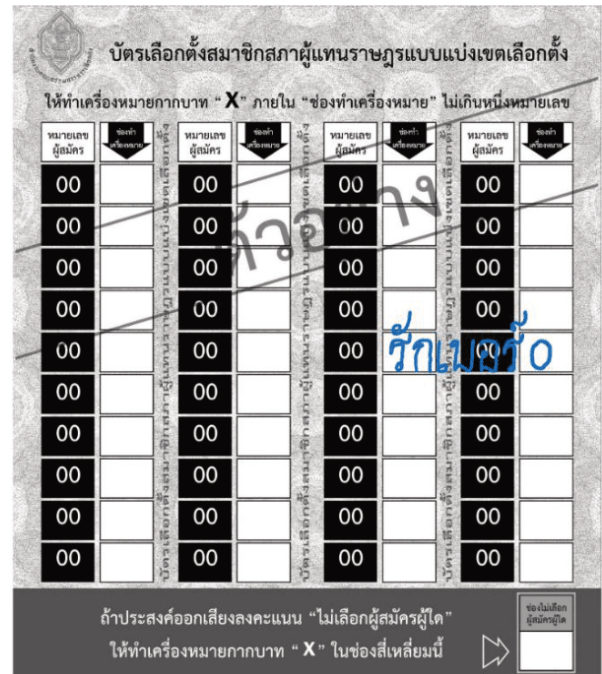 บัตรเลือกตั้งสมาชิกสภาผู้แทนราษฎรแบบแบ่งเขตเลือกตั้ง
ให้ทำเครื่องหมายกากบาท “ X ” ภายใน “ช่องทำเครื่องหมาย” ไม่เกินหนึ่งหมายเลข
หมายเลขผู้สมัคร ช่องทำเครื่องหมาย หมายเลขผู้สมัคร ช่องทำเครื่องหมาย หมายเลขผู้สมัคร ช่องทำเครื่องหมาย หมายเลขผู้สมัคร ช่องทำเครื่องหมาย
00 00 00 00
00 00 00 00
ตัวอย่าง
00 00 00 00
00 00 00 00
00 00 00 00
รักเบอร์ 0
00 00 00 00
00 00 00 00
00 00 00 00
00 00 00 00
00 00 00 00
ถ้าประสงค์ออกเสียงลงคะแนน “ไม่เลือกผู้สมัครผู้ใด”
ให้ทำเครื่องหมายกากบาท “ X ” ในช่องสี่เหลี่ยมนี้
ช่องไม่เลือก
ผู้สมัครผู้ใด